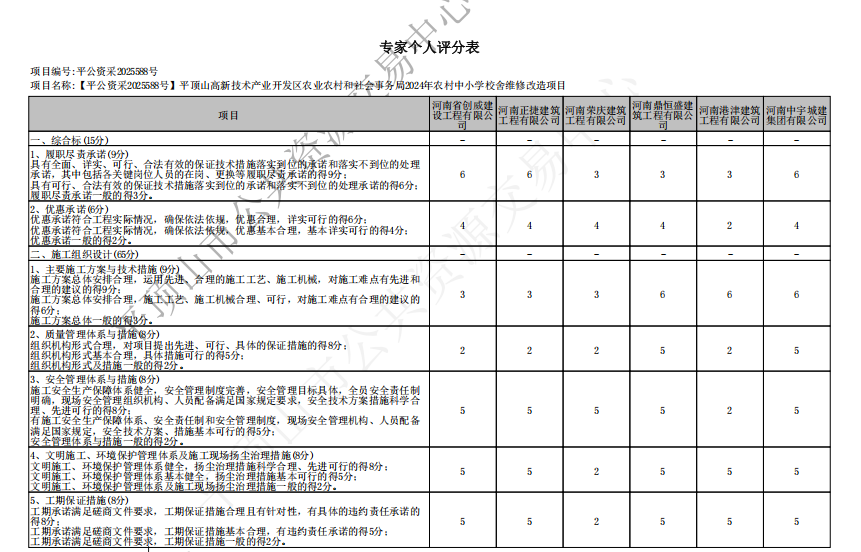 专家个人评分表
项目编号:平公资采2025588号
项目名称:【平公资采2025588号】平顶山高新技术产业开发区农业农村和社会事务局2024年农村中小学校舍维修改造项目
项目 河南省创威建设工程有限公司 河南正捷建筑工程有限公司 河南荣庆建筑工程有限公司 河南鼎恒盛建筑工程有限公司 河南港沣建筑工程有限公司 河南中宇城建集团有限公司
一、综合标(15分) – – – – – –
1、履职尽责承诺(9分)
具有全面、详实、可行、合法有效的保证技术措施落实到位的承诺和落实不到位的处理
承诺，其中包括各关键岗位人员的在岗、更换等履职尽责承诺的得9分；
具有可行、合法有效的保证技术措施落实到位的承诺和落实不到位的处理承诺的得6分；
履职尽责承诺一般的得3分。
6 6 3 3 3 6
2、优惠承诺(6分)
优惠承诺符合工程实际情况，确保依法依规，优惠合理，详实可行的得6分；
优惠承诺符合工程实际情况，确保依法依规，优惠基本合理，基本详实可行的得4分；
优惠承诺一般的得2分。
4 4 4 4 2 4
二、施工组织设计(65分) – – – – – –
1、主要施工方案与技术措施(9分)
施工方案总体安排合理，运用先进、合理的施工工艺、施工机械，对施工难点有先进和
合理的建议的得9分；
施工方案总体安排合理，施工工艺、施工机械合理、可行，对施工难点有合理的建议的
得6分；
施工方案总体一般的得3分。
3 3 3 6 6 6
2、质量管理体系与措施(8分)
组织机构形式合理，对项目提出先进、可行、具体的保证措施的得8分；
组织机构形式基本合理，具体措施可行的得5分；
组织机构形式及措施一般的得2分。
2 2 2 5 2 5
3、安全管理体系与措施(8分)
施工安全生产保障体系健全，安全管理制度完善，安全管理目标具体，全员安全责任制
明确，现场安全管理组织机构、人员配备满足国家规定要求，安全技术方案措施科学合
理、先进可行的得8分；
有施工安全生产保障体系、安全责任制和安全管理制度，现场安全管理机构、人员配备
满足国家规定，安全技术方案、措施基本可行的得5分；
安全管理体系与措施一般的得2分。
5 5 5 5 2 5
4、文明施工、环境保护管理体系及施工现场扬尘治理措施(8分)
文明施工、环境保护管理体系健全，扬尘治理措施科学合理、先进可行的得8分；
文明施工、环境保护管理体系基本健全，扬尘治理措施基本可行的得5分；
文明施工、环境保护管理体系及施工现场扬尘治理措施一般的得2分。
5 5 2 5 5 5
5、工期保证措施(8分)
工期承诺满足磋商文件要求，工期保证措施合理且有针对性，有具体的违约责任承诺的
得8分；
工期承诺满足磋商文件要求，工期保证措施基本合理，有违约责任承诺的得5分；
工期承诺满足磋商文件要求，工期保证措施一般的得2分。
5 5 2 5 5 5
平顶山市公共资源交易中心
山市公共资源交易中心